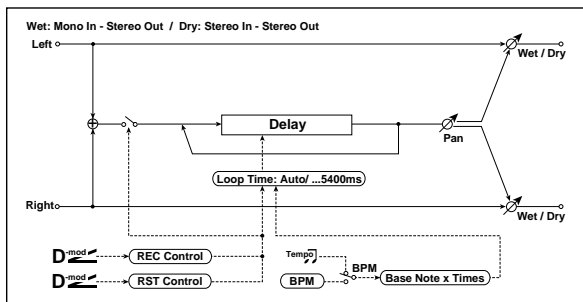 Wet: Mono In - Stereo Out / Dry: Stereo In - Stereo Out
Left
Wet / Dry
Delay
Pan
Loop Time: Auto/ ...5400ms
Right
Wet / Dry
D-mod
REC Control
Tempo
BPM
D-mod
RST Control
BPM
Base Note x Times